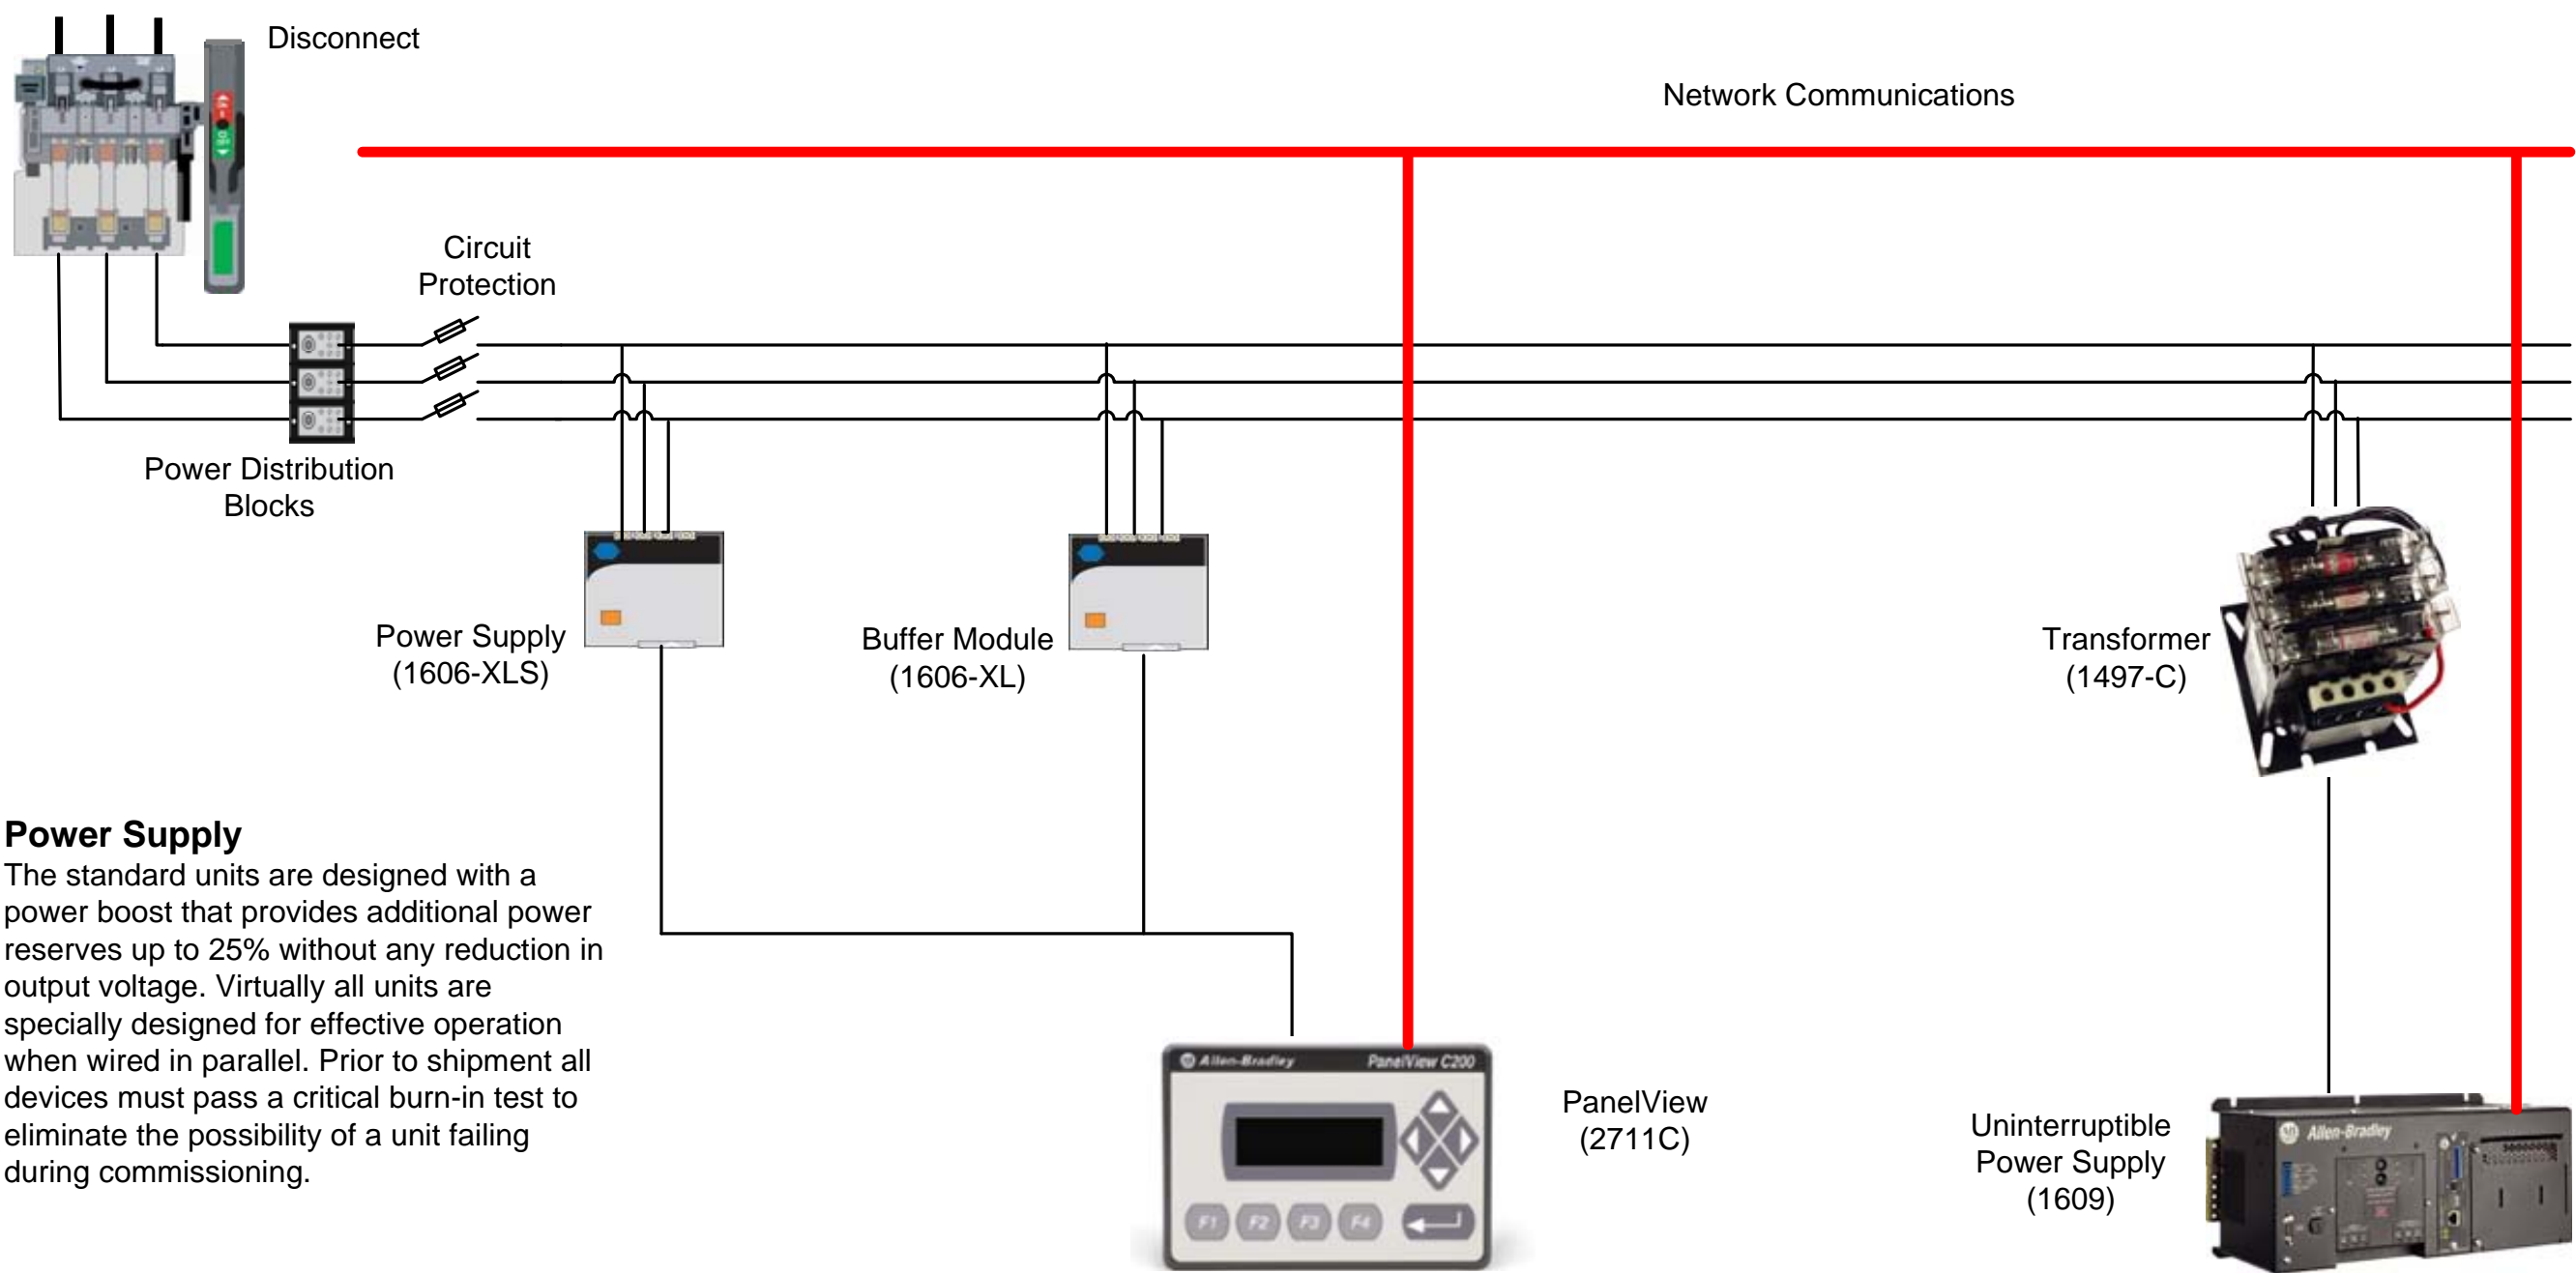 Disconnect
Network Communications
Circuit
Protection
Power Distribution
Blocks
Power Supply
(1606-XLS)
Buffer Module
(1606-XL)
Transformer
(1497-C)
Power Supply
The standard units are designed with a
power boost that provides additional power
reserves up to 25% without any reduction in
output voltage. Virtually all units are
specially designed for effective operation
when wired in parallel. Prior to shipment all
devices must pass a critical burn-in test to
eliminate the possibility of a unit failing
during commissioning.
Allen-Bradley PanelView C200
F1 F2 F3 F4
PanelView
(2711C)
Uninterruptible
Power Supply
(1609)
Allen-Bradley